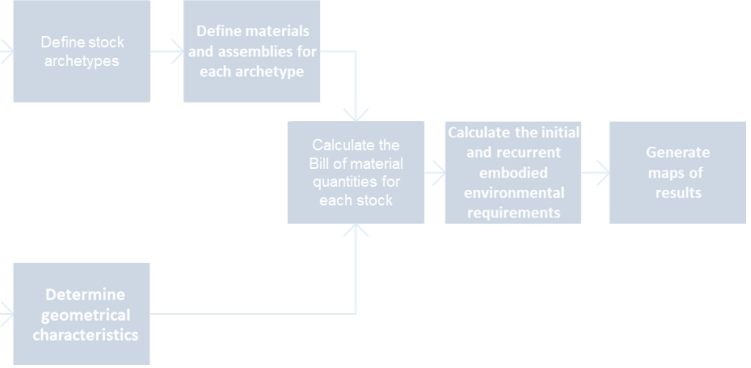 Define stock
archetypes
Define materials
and assemblies for
each archetype
Calculate the
Bill of material
quantities for
each stock
Calculate the initial
and recurrent
embodied
environmental
requirements
Generate
maps of
results
Determine
geometrical
characteristics